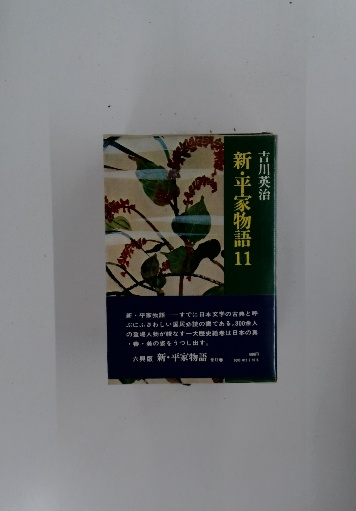 吉川英治
新・平家物語 11
新・平家物語――すでに日本文学の古典と呼
ぶにふさわしい国民必読の書である。300余人
の登場人物が織なす一大歴史絵巻は日本の真
・善・美の姿をうつし出す。
六興版 新・平家物語